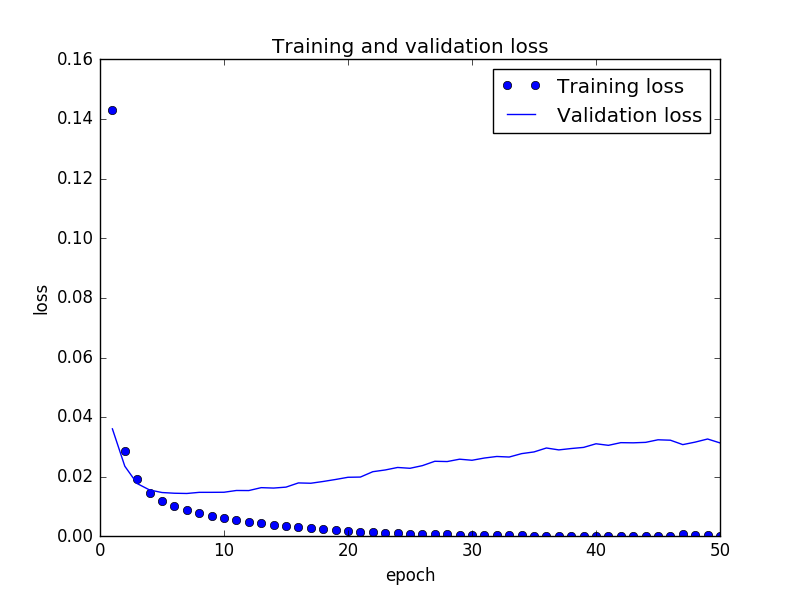 Training and validation loss
0.16
0.14
0.12
0.10
0.08
0.06
0.04
0.02
0.00
loss
Training loss
Validation loss
0 10 20 30 40 50
epoch